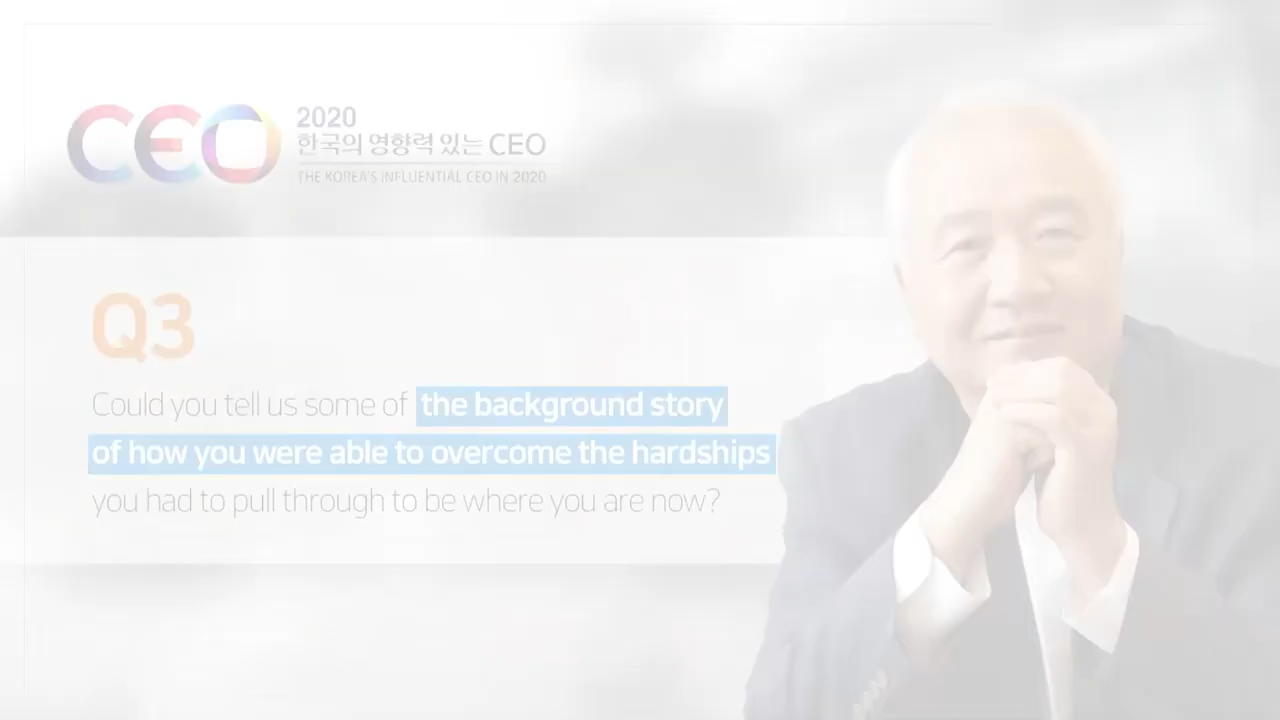 CEO
2020
한국의 영향력 있는 CEO
THE KOREA'S INFLUENTIAL CEO IN 2020
Q3
Could you tell us some of the background story
of how you were able to overcome the hardships
you had to pull through to be where you are now?